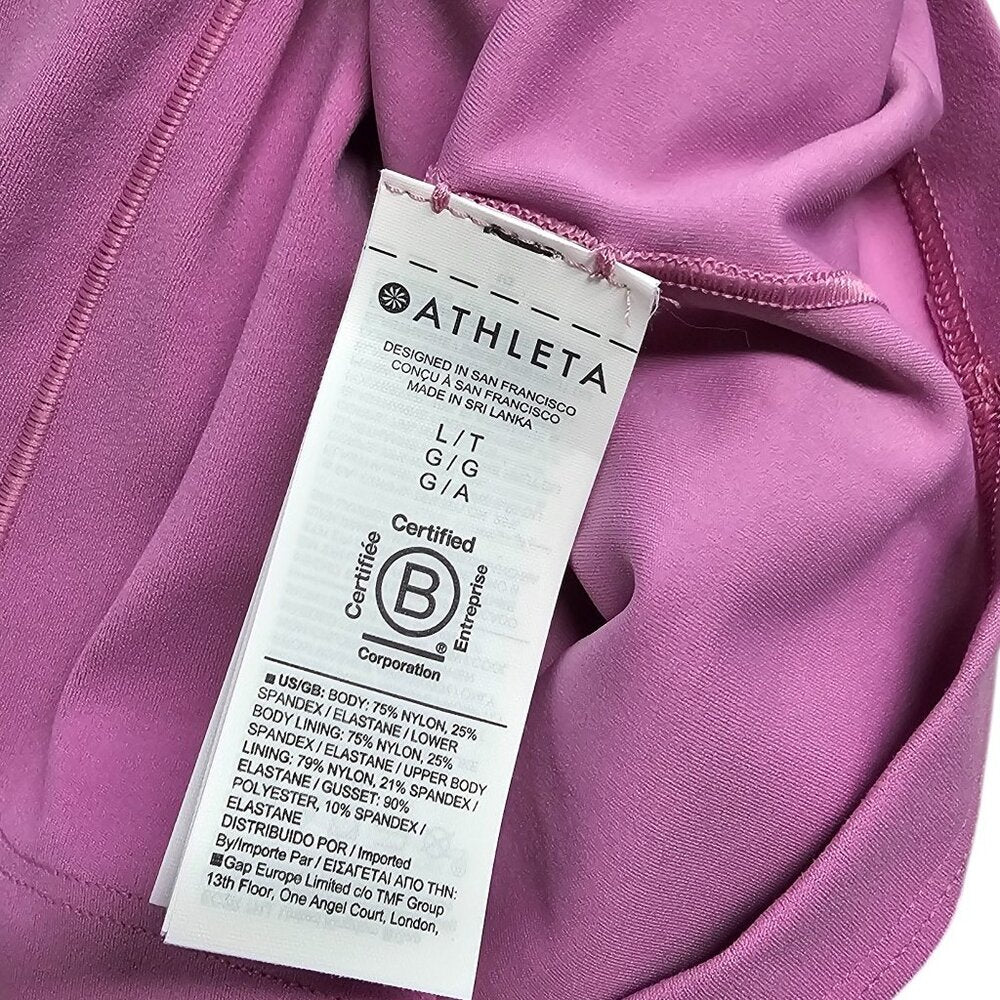 ATHLETA
DESIGNED IN SAN FRANCISCO
CONÇU À SAN FRANCISCO
MADE IN SRI LANKA
L / T
G / G
G / A
Certified
Certifiée
B
Entreprise
®
Corporation
■ US/GB: BODY: 75% NYLON, 25%
SPANDEX / ELASTANE / LOWER
BODY LINING: 75% NYLON, 25%
SPANDEX / ELASTANE / UPPER BODY
LINING: 79% NYLON, 21% SPANDEX /
ELASTANE / GUSSET: 90%
POLYESTER, 10% SPANDEX /
ELASTANE
DISTRIBUIDO POR / Imported
By/Importe Par / ΕΙΣΑΓΕΤΑΙ ΑΠΟ ΤΗΝ:
■Gap Europe Limited c/o TMF Group
13th Floor, One Angel Court, London,